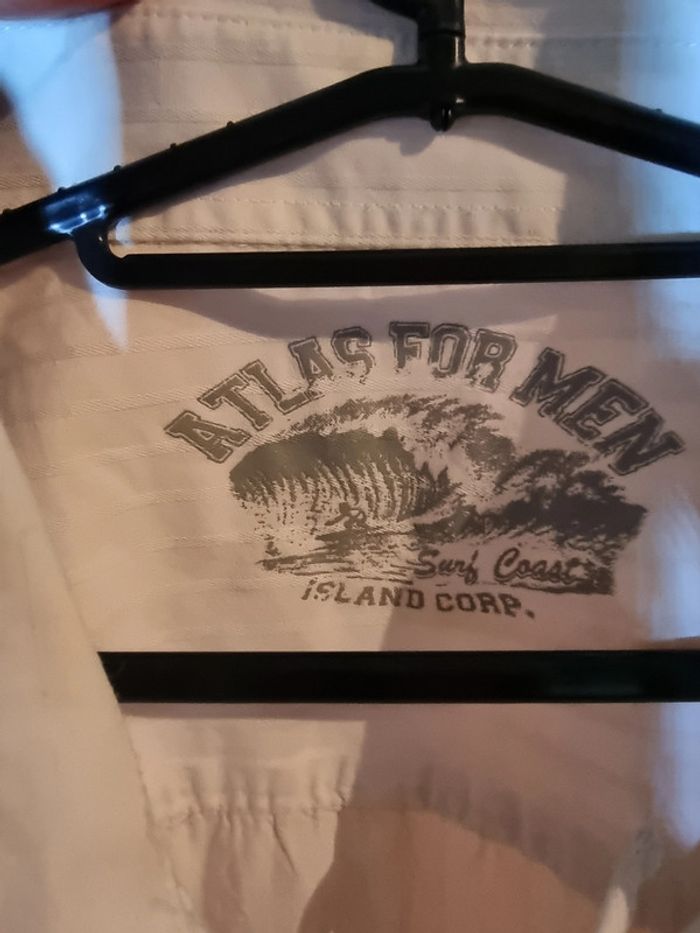 ATLAS FOR MEN
Surf Coast
iSLAND CORP.